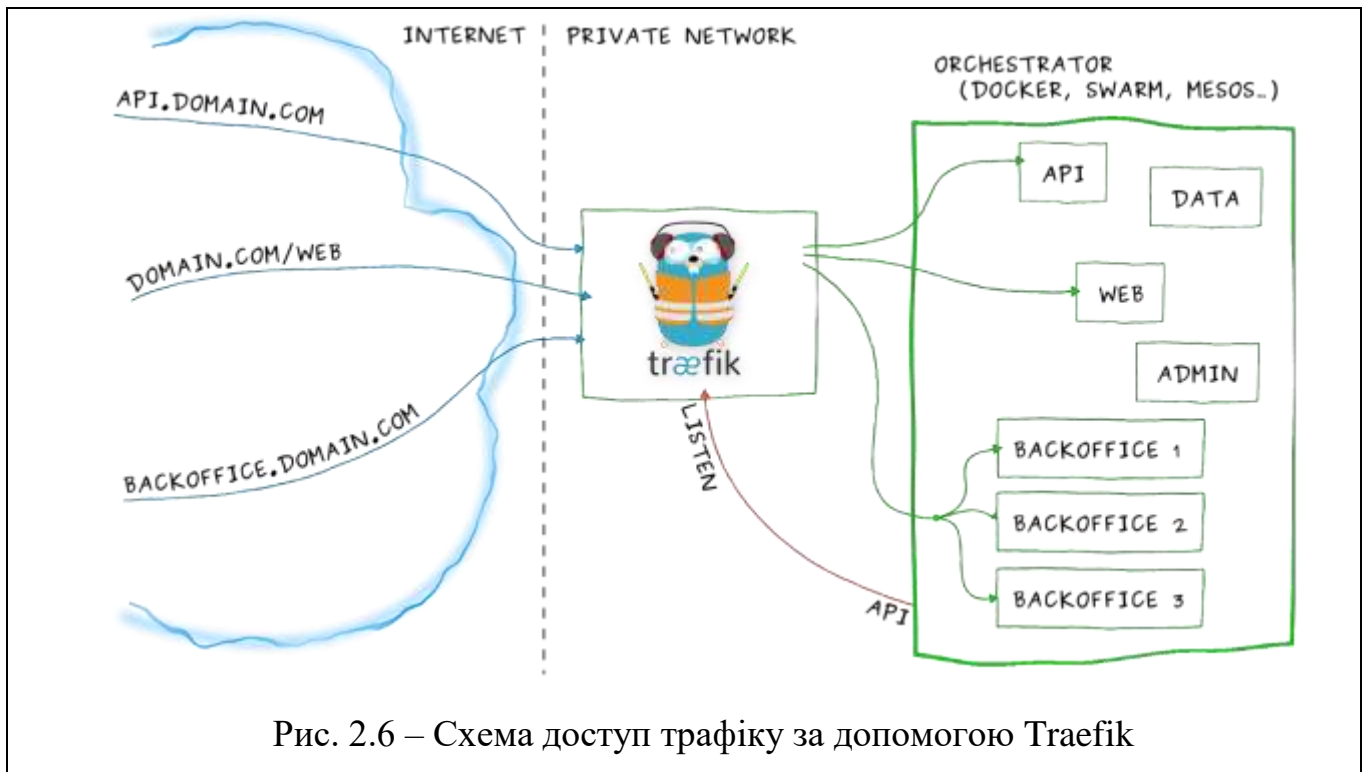 INTERNET
PRIVATE NETWORK
ORCHESTRATOR
(DOCKER, SWARM, MESOS…)
API.DOMAIN.COM
API
DATA
DOMAIN.COM/WEB
WEB
træfik
ADMIN
LISTEN
BACKOFFICE.DOMAIN.COM
BACKOFFICE 1
BACKOFFICE 2
BACKOFFICE 3
API
Рис. 2.6 – Схема доступ трафіку за допомогою Traefik